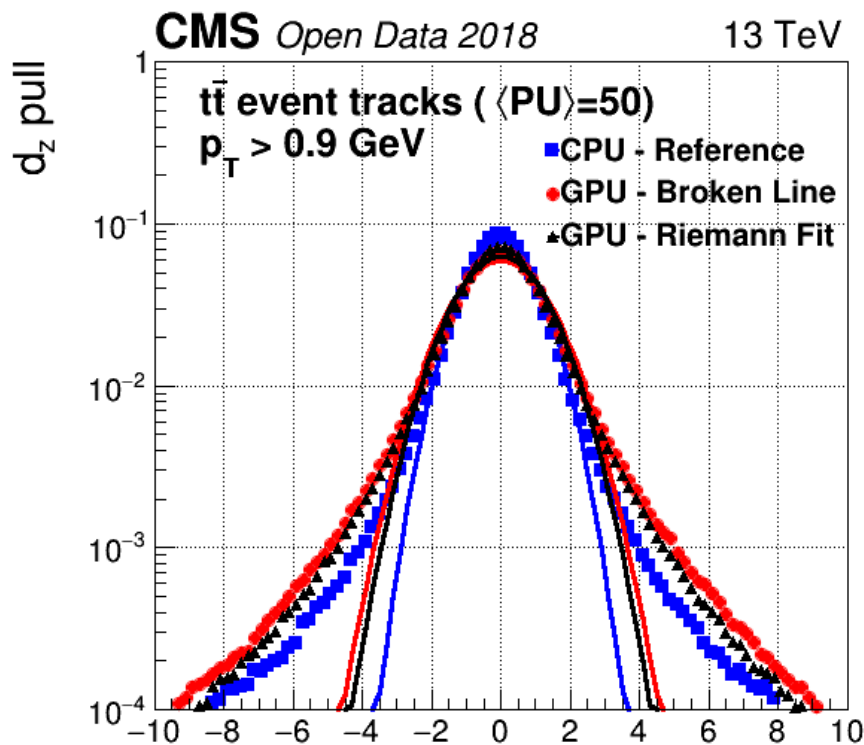 CMS Open Data 2018 13 TeV
d_z pull
1
tt̄ event tracks ( ⟨PU⟩=50)
p_T > 0.9 GeV
CPU - Reference
GPU - Broken Line
GPU - Riemann Fit
10⁻¹
10⁻²
10⁻³
10⁻⁴
−10 −8 −6 −4 −2 0 2 4 6 8 10